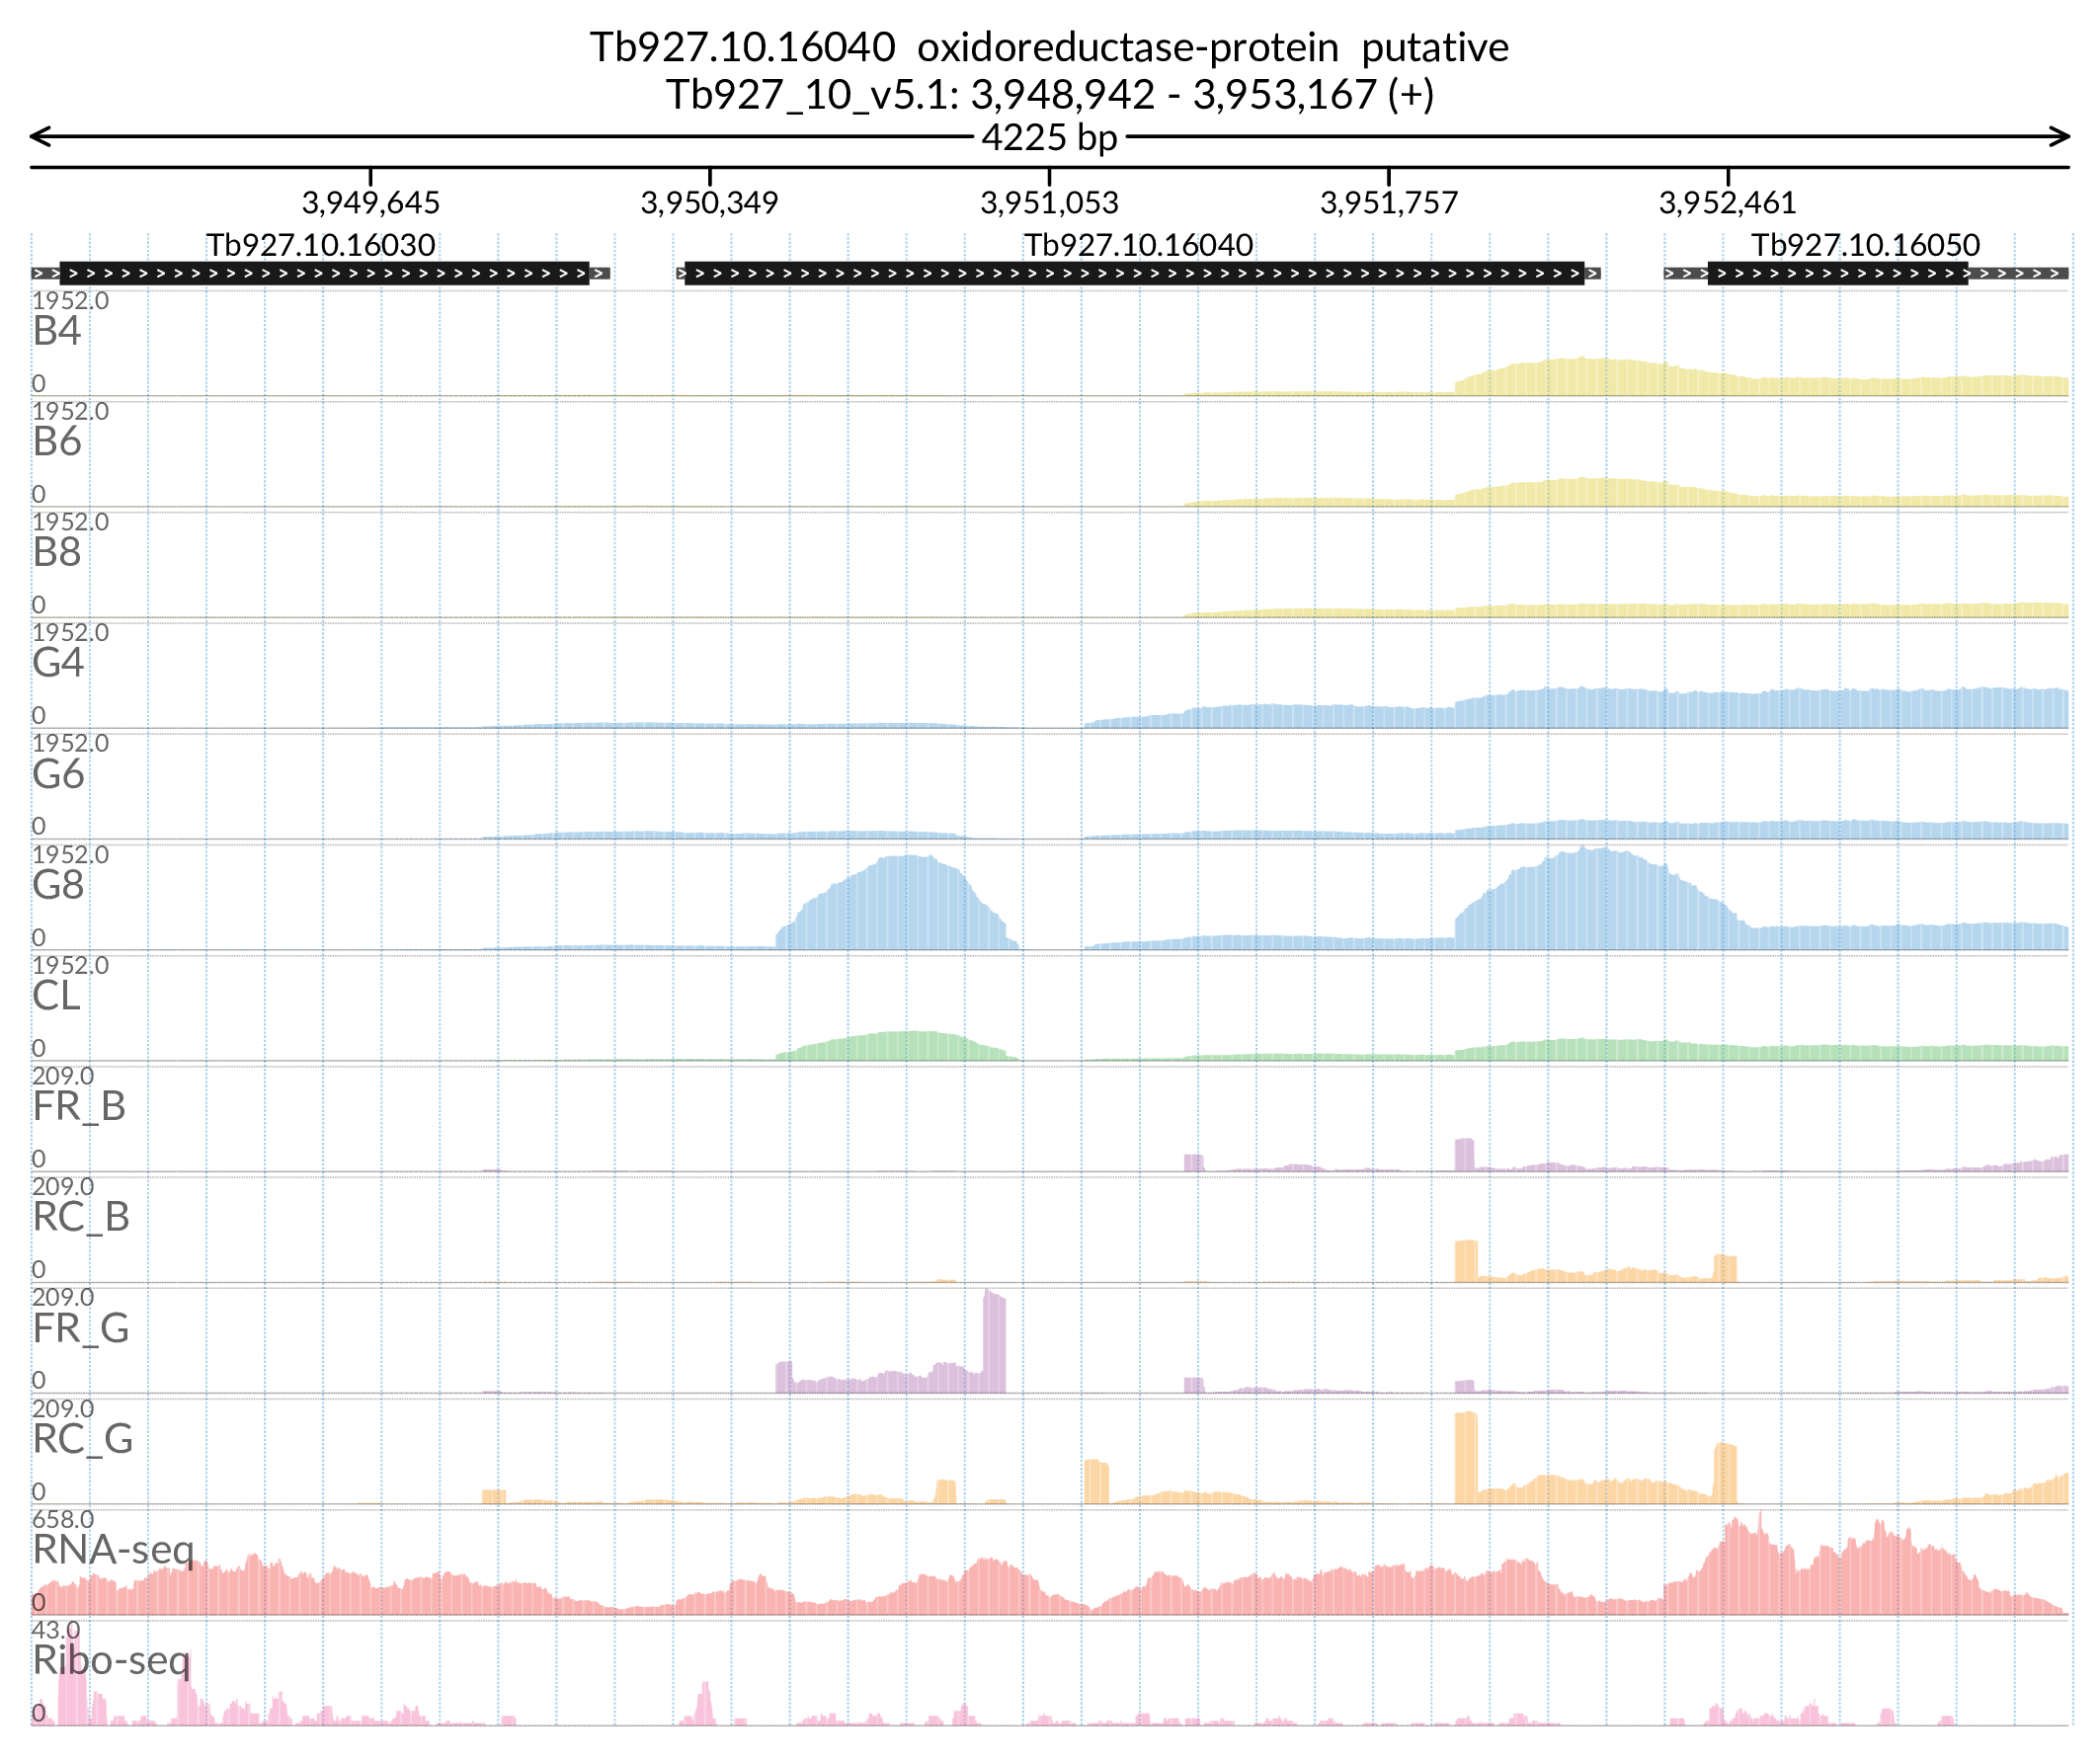 Tb927.10.16040 oxidoreductase-protein putative
Tb927_10_v5.1: 3,948,942 - 3,953,167 (+)
4225 bp
3,949,645 3,950,349 3,951,053 3,951,757 3,952,461
Tb927.10.16030 Tb927.10.16040 Tb927.10.16050
1952.0
B4
0
1952.0
B6
0
1952.0
B8
0
1952.0
G4
0
1952.0
G6
0
1952.0
G8
0
1952.0
CL
0
209.0
FR_B
0
209.0
RC_B
0
209.0
FR_G
0
209.0
RC_G
0
658.0
RNA-seq
0
43.0
Ribo-seq
0